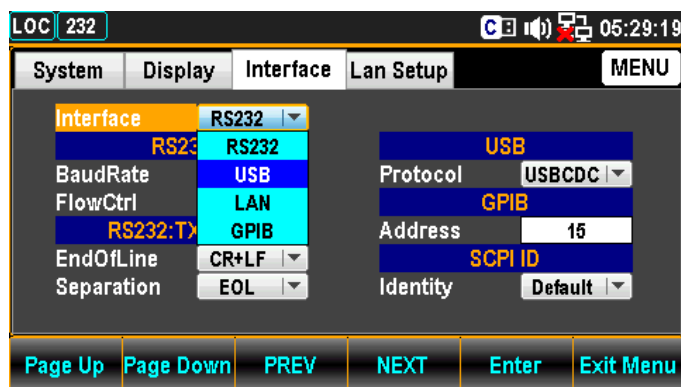 LOC 232 C 05:29:19
System Display Interface Lan Setup MENU
Interface RS232
RS23 RS232 USB
BaudRate USB Protocol USBCDC
FlowCtrl LAN GPIB
RS232:TX GPIB Address 15
EndOfLine CR+LF SCPI ID
Separation EOL Identity Default
Page Up Page Down PREV NEXT Enter Exit Menu